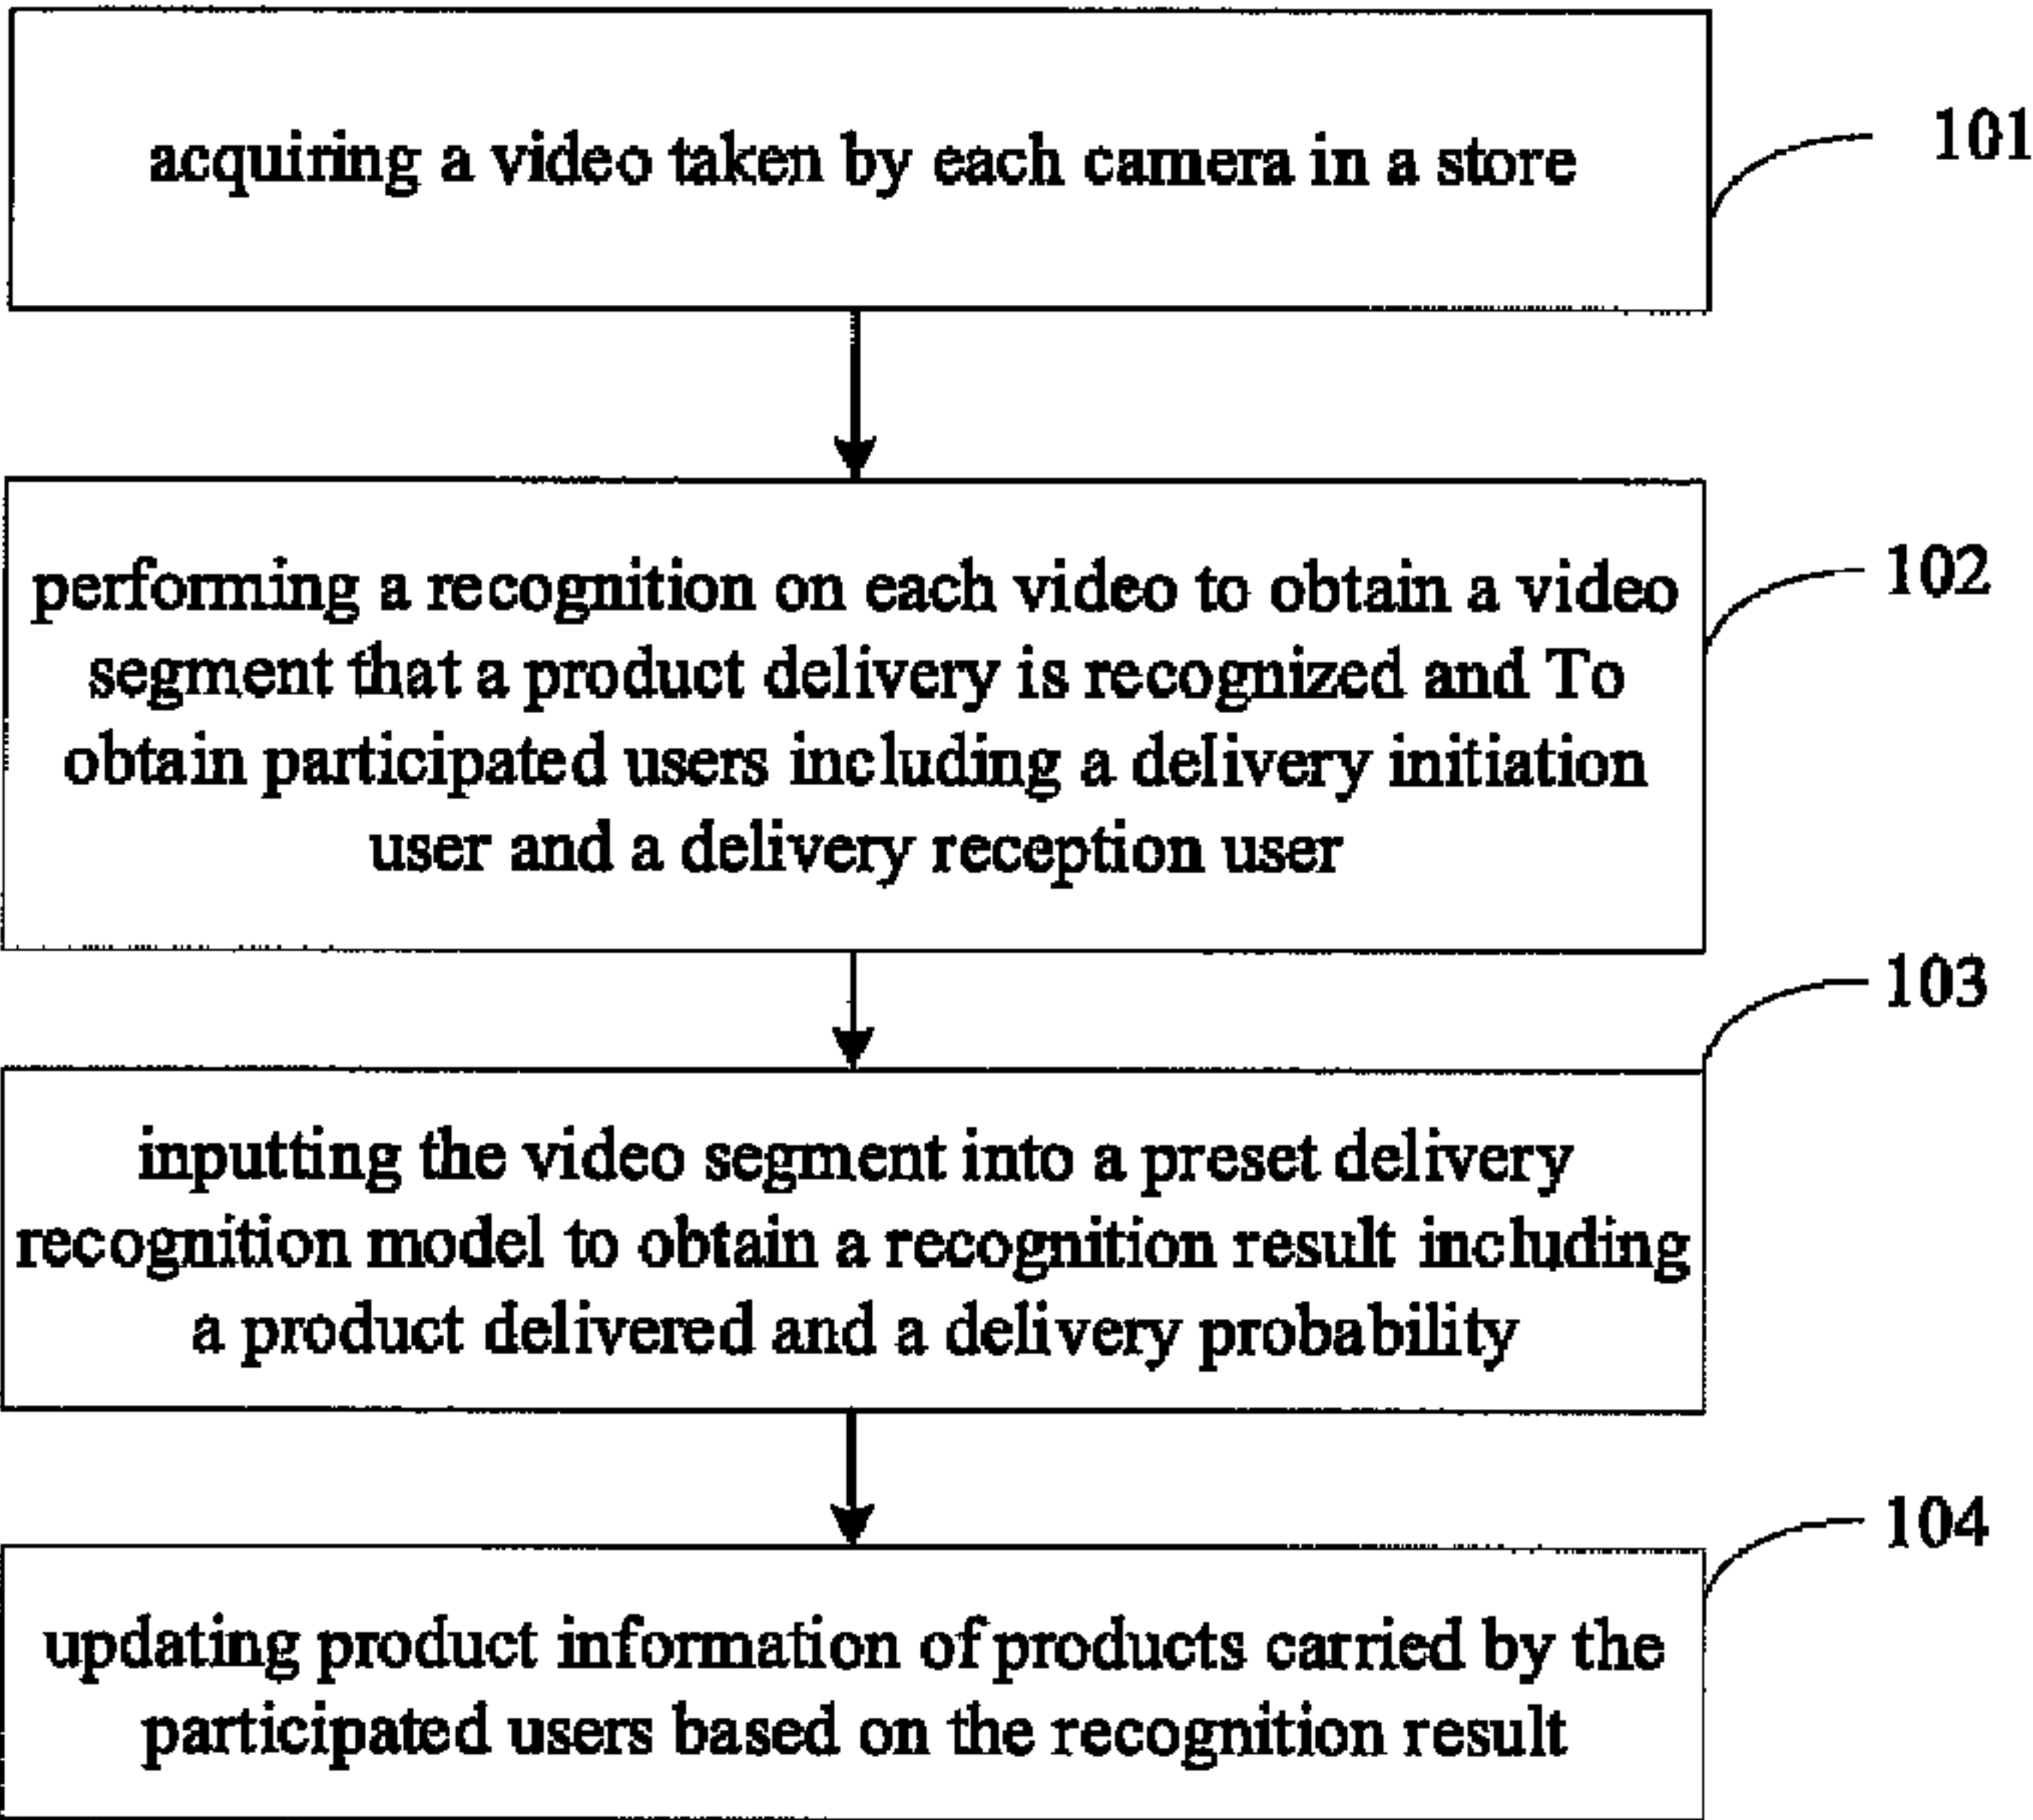 acquiring a video taken by each camera in a store
101
performing a recognition on each video to obtain a video
segment that a product delivery is recognized and To
obtain participated users including a delivery initiation
user and a delivery reception user
102
103
inputting the video segment into a preset delivery
recognition model to obtain a recognition result including
a product delivered and a delivery probability
104
updating product information of products carried by the
participated users based on the recognition result